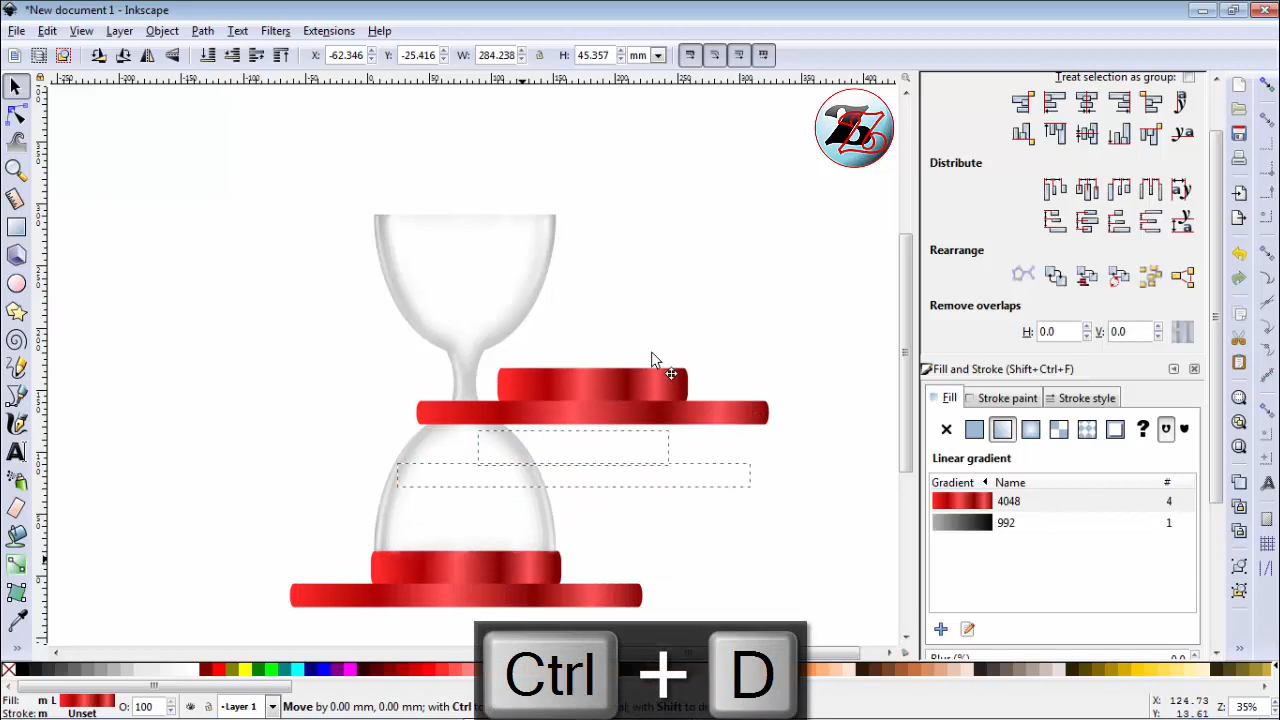 *New document 1 - Inkscape
File Edit View Layer Object Path Text Filters Extensions Help
X: -62.346 Y: -25.416 W: 284.238 H: 45.357 mm
Treat selection as group:
Distribute
Rearrange
Remove overlaps
H: 0.0 V: 0.0
Fill and Stroke (Shift+Ctrl+F)
Fill Stroke paint Stroke style
Linear gradient
Gradient Name #
4048 4
992 1
Ctrl + D
Fill: m L O: 100 Layer 1 Move by 0.00 mm, 0.00 mm; with Ctrl
Stroke: m Unset
X: 124.73
Y: 13.61
Z: 35%